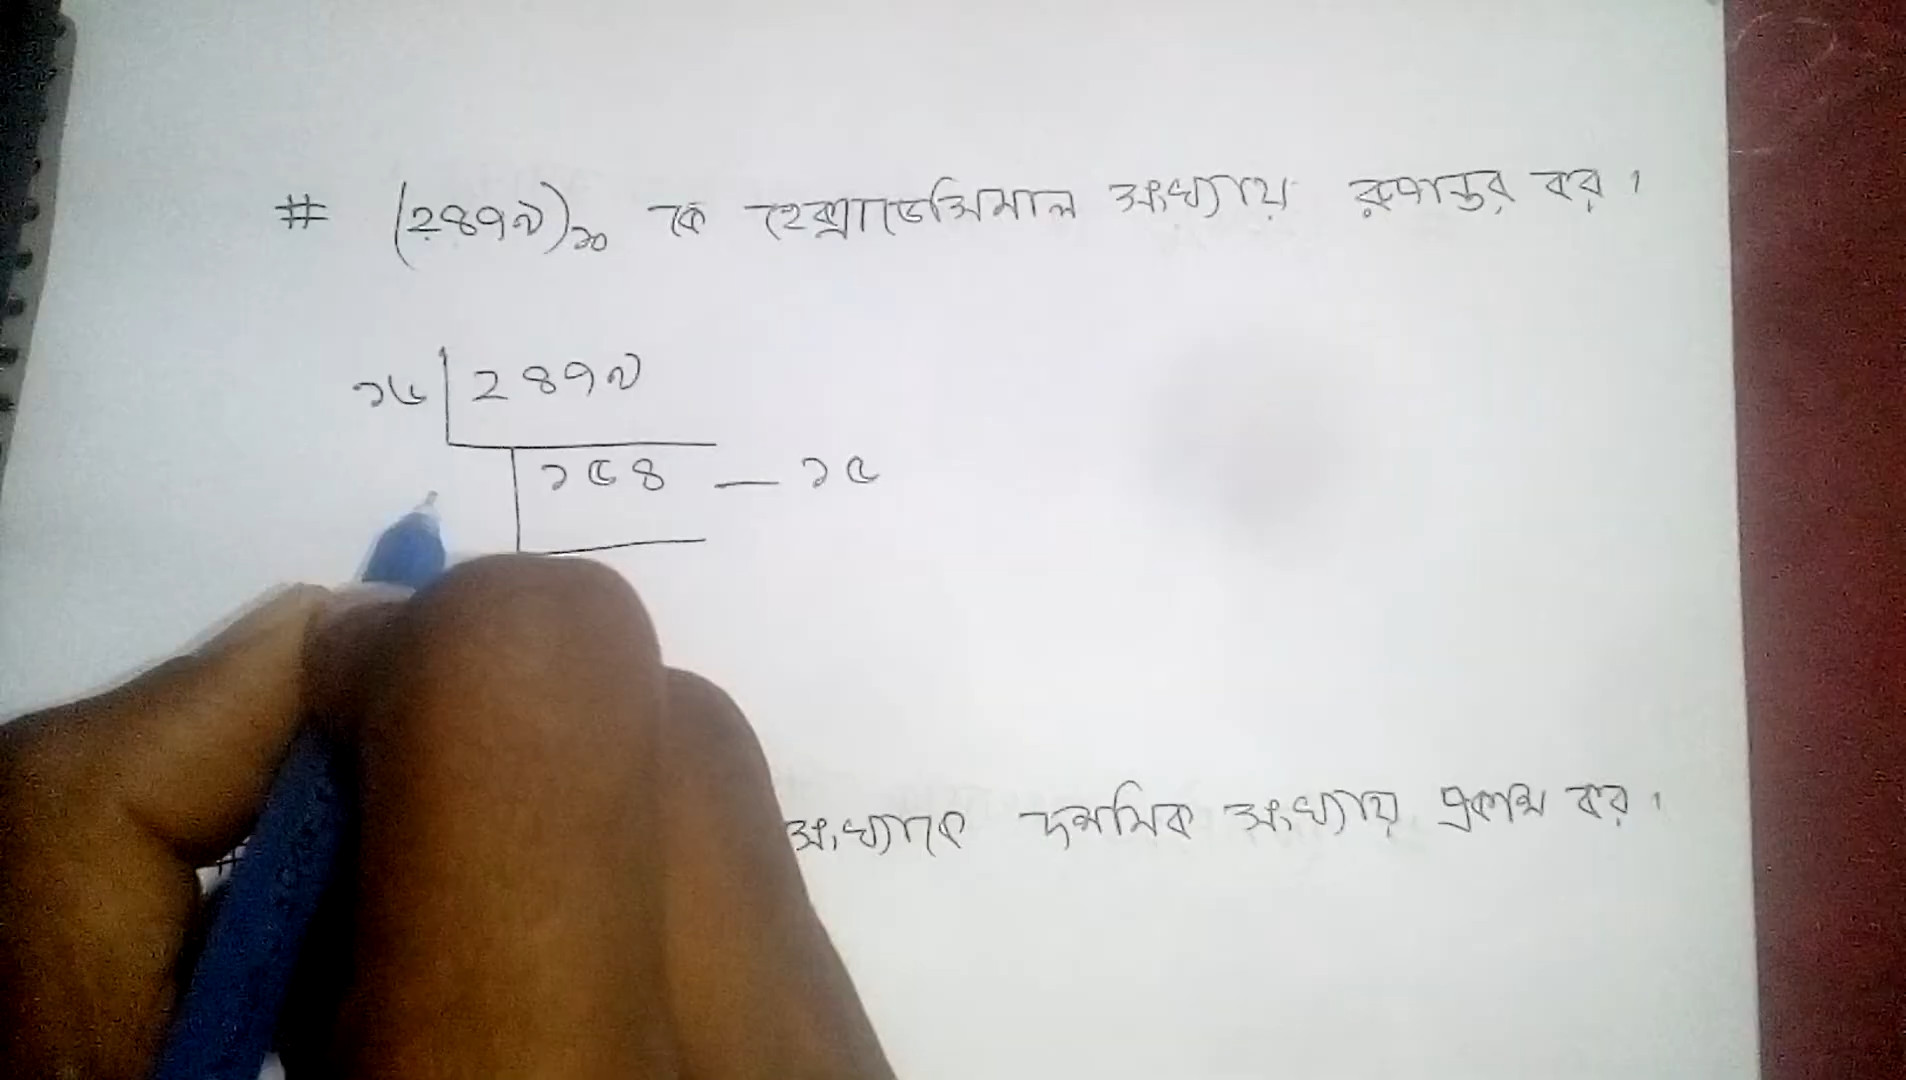 # (২৪৭৯)১০ কে হেক্সাডেসিমাল সংখ্যায় রুপান্তর কর ।
১৬ ২৪৭৯
১৫৪ — ১৫
#
সংখ্যাকে দশমিক সংখ্যায় প্রকাশ কর ।